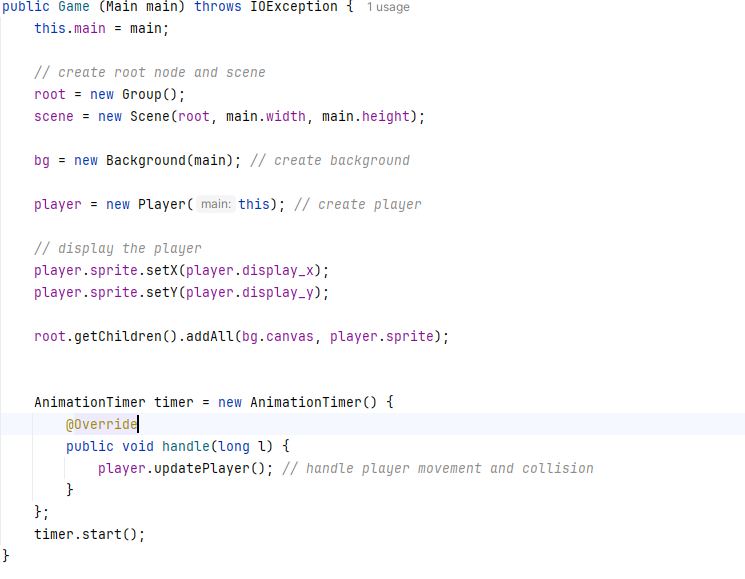 public Game (Main main) throws IOException { 1 usage
this.main = main;
// create root node and scene
root = new Group();
scene = new Scene(root, main.width, main.height);
bg = new Background(main); // create background
player = new Player( main: this); // create player
// display the player
player.sprite.setX(player.display_x);
player.sprite.setY(player.display_y);
root.getChildren().addAll(bg.canvas, player.sprite);
AnimationTimer timer = new AnimationTimer() {
@Override
public void handle(long l) {
player.updatePlayer(); // handle player movement and collision
}
};
timer.start();
}